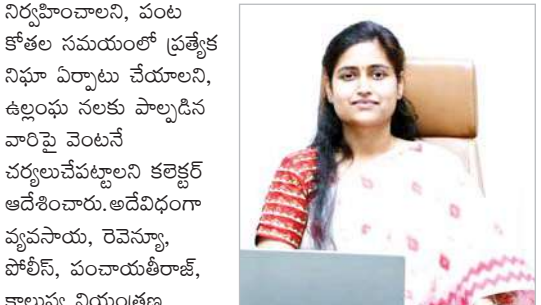 నిర్వహించాలని, పంట
కోతల సమయంలో ప్రత్యేక
నిఘా ఏర్పాటు చేయాలని,
ఉల్లంఘ నలకు పాల్పడిన
వారిపై వెంటనే
చర్యలుచేపట్టాలని కలెక్టర్
ఆదేశించారు.అదేవిధంగా
వ్యవసాయ, రెవెన్యూ,
పోలీస్, పంచాయతీరాజ్,
కాలుష్య నియంత్రణ